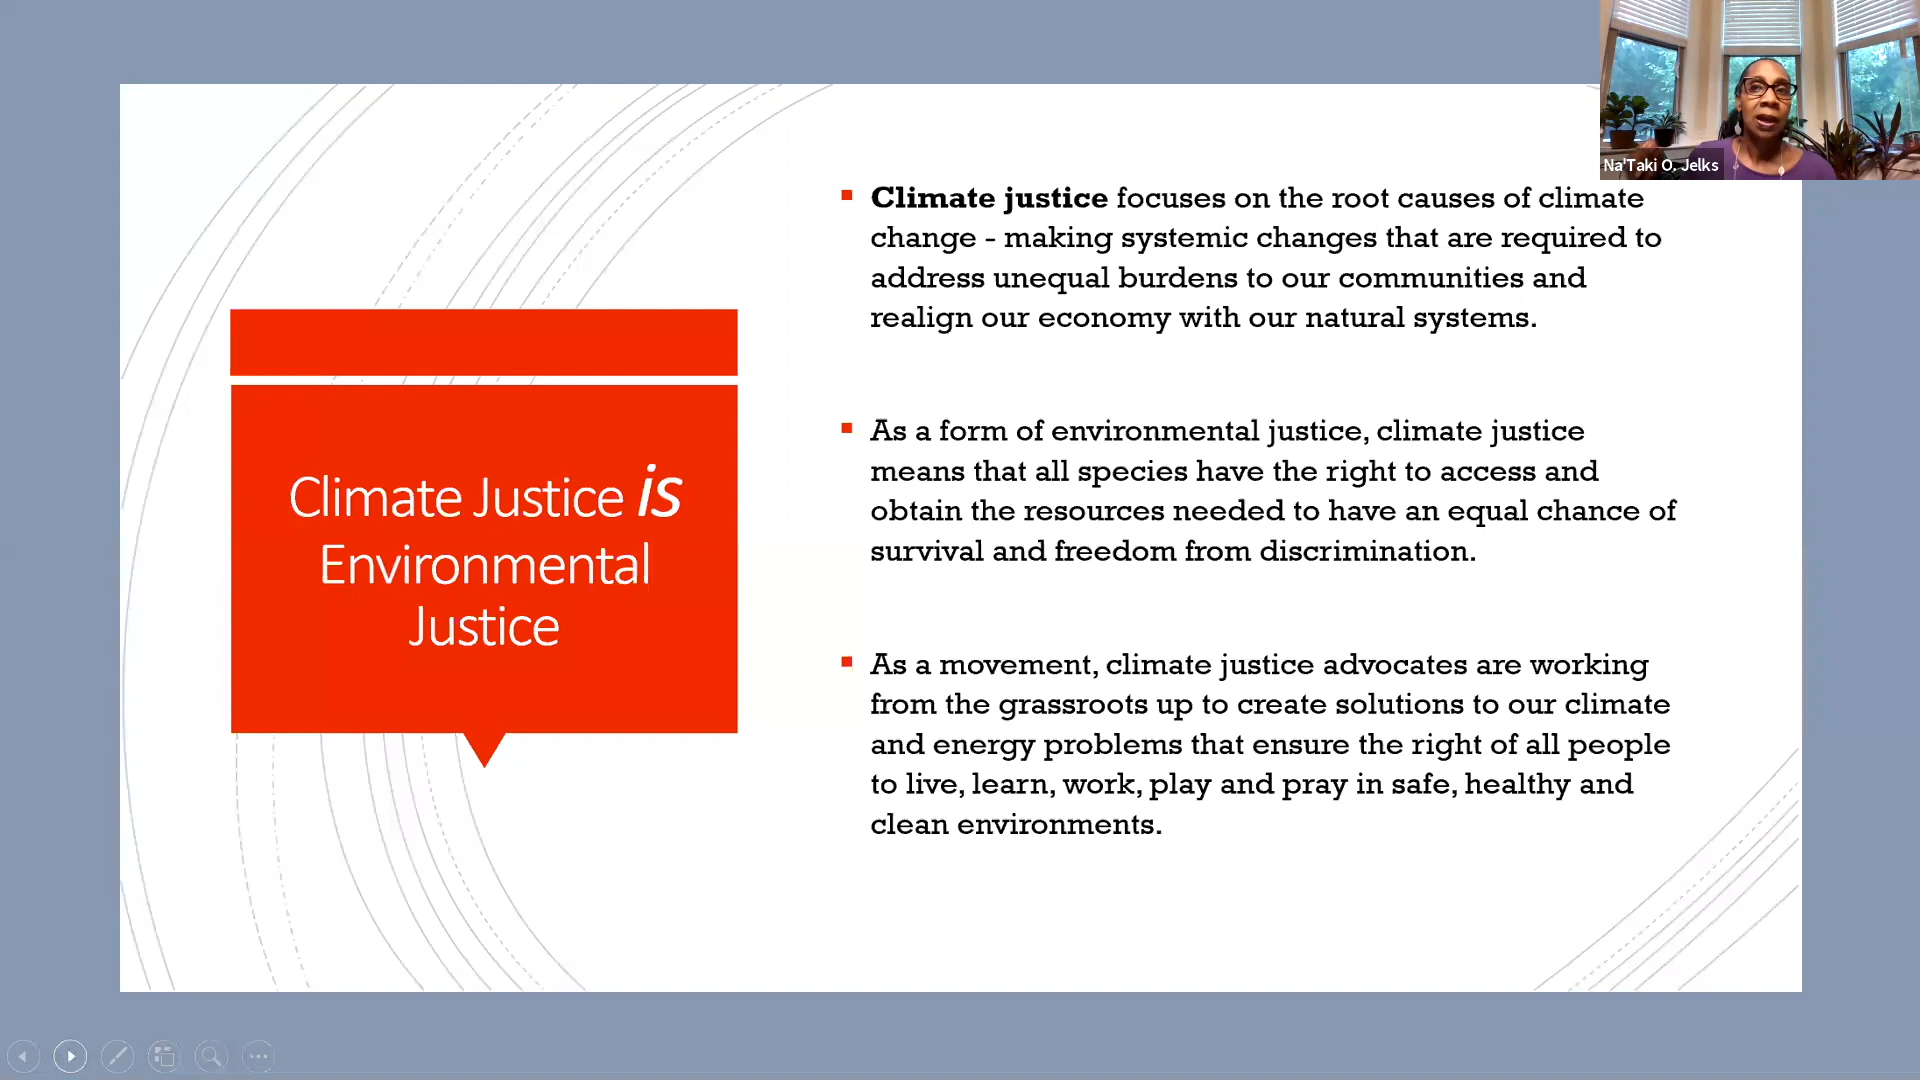 Na'Taki O. Jelks
Climate Justice is
Environmental
Justice
Climate justice focuses on the root causes of climate
change - making systemic changes that are required to
address unequal burdens to our communities and
realign our economy with our natural systems.
As a form of environmental justice, climate justice
means that all species have the right to access and
obtain the resources needed to have an equal chance of
survival and freedom from discrimination.
As a movement, climate justice advocates are working
from the grassroots up to create solutions to our climate
and energy problems that ensure the right of all people
to live, learn, work, play and pray in safe, healthy and
clean environments.